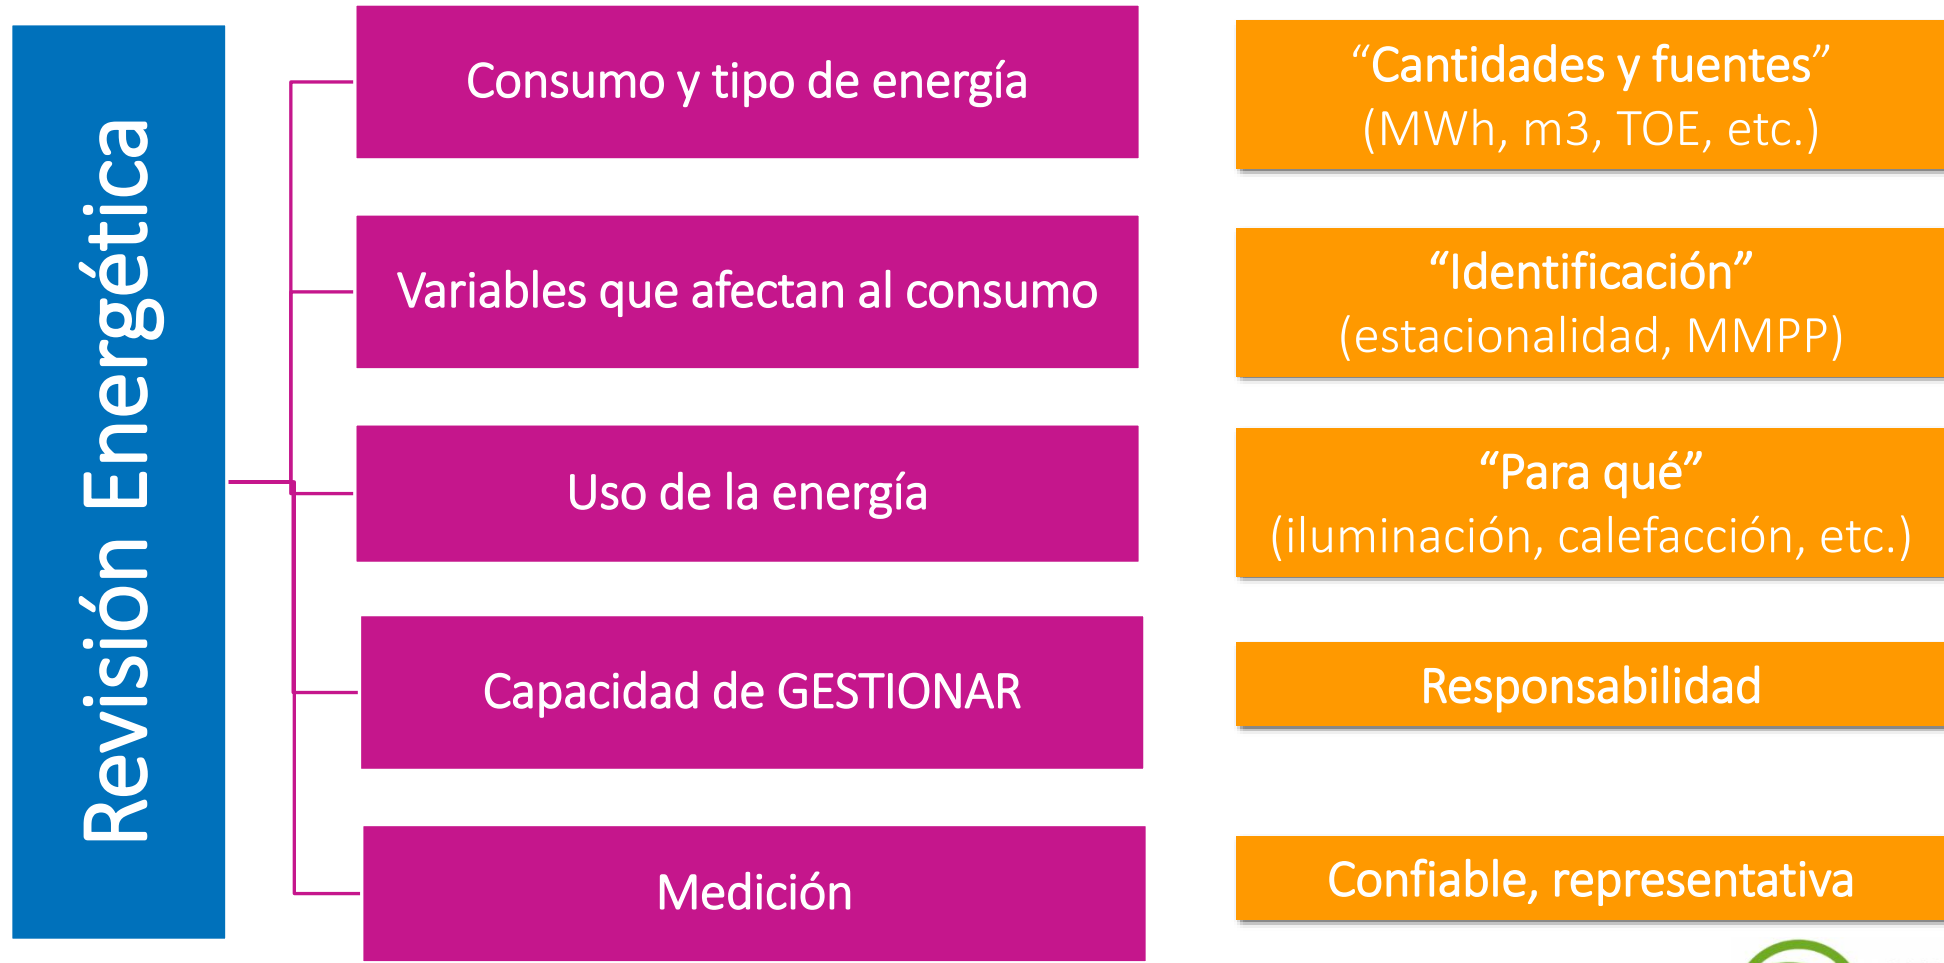 Revisión Energética
Consumo y tipo de energía
“Cantidades y fuentes”
(MWh, m3, TOE, etc.)
Variables que afectan al consumo
“Identificación”
(estacionalidad, MMPP)
Uso de la energía
“Para qué”
(iluminación, calefacción, etc.)
Capacidad de GESTIONAR
Responsabilidad
Medición
Confiable, representativa